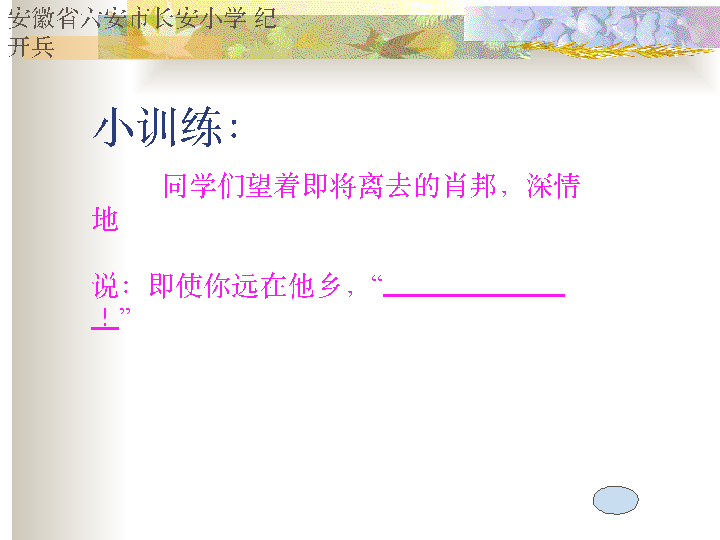 安徽省六安市长安小学 纪
开兵
小训练：
同学们望着即将离去的肖邦，深情
地
说：即使你远在他乡，“＿＿＿＿＿＿＿
！”